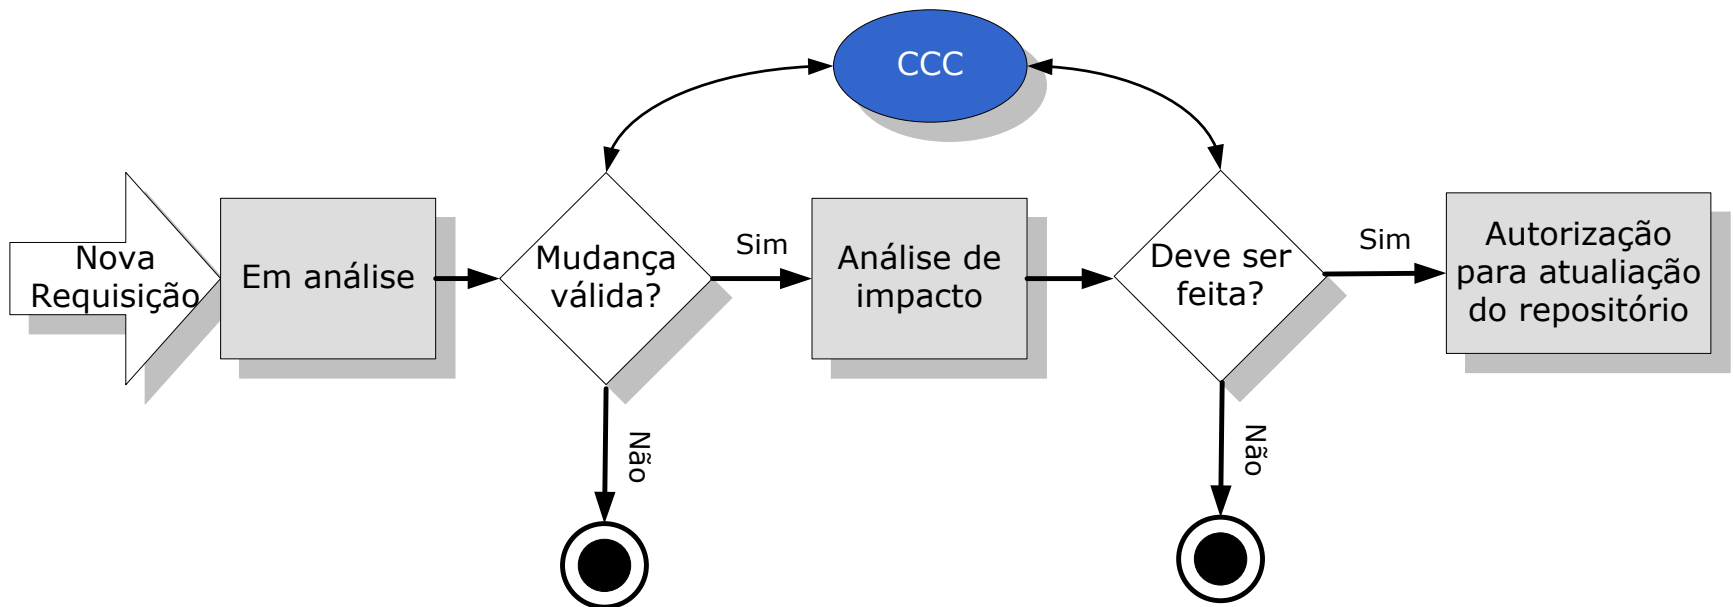 CCC
Nova
Requisição
Em análise
Mudança
válida?
Sim
Não
Análise de
impacto
Deve ser
feita?
Sim
Não
Autorização
para atualiação
do repositório